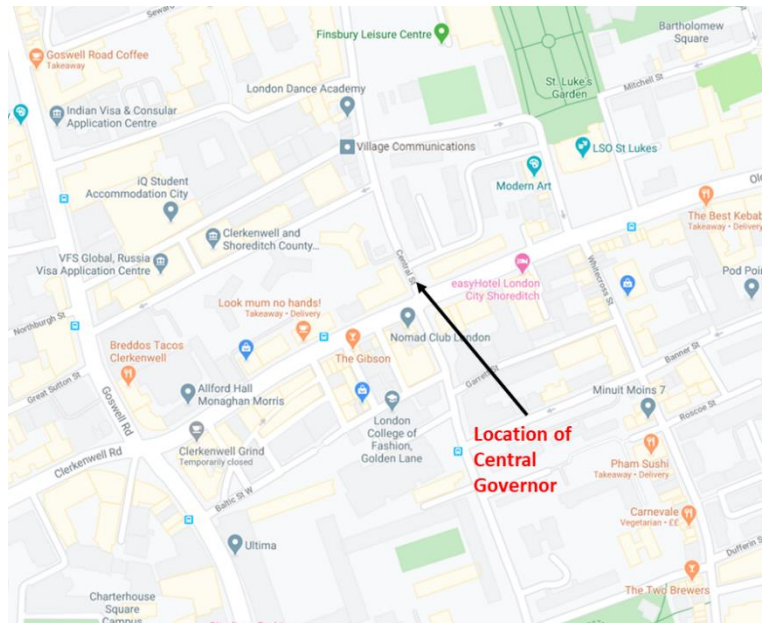 Seward
Finsbury Leisure Centre
Bartholomew
Square
Goswell Road Coffee
Takeaway
St. Luke's
Garden
Mitchell St
London Dance Academy
Indian Visa & Consular
Application Centre
Village Communications
LSO St Lukes
iQ Student
Accommodation City
Modern Art
Old
The Best Kebab
Takeaway • Delivery
Clerkenwell and
Shoreditch County...
VFS Global, Russia
Visa Application Centre
Central St
easyHotel London
City Shoreditch
Whitecross St
Pod Poin
Look mum no hands!
Takeaway • Delivery
Northburgh St
Nomad Club London
Breddos Tacos
Clerkenwell
The Gibson
Banner St
Garrett St
Great Sutton St
Allford Hall
Monaghan Morris
Minuit Moins 7
Goswell Rd
London
College of
Fashion,
Golden Lane
Roscoe St
Location of
Central
Governor
Clerkenwell Grind
Temporarily closed
Clerkenwell Rd
Pham Sushi
Takeaway • Delivery
Baltic St W
Carnevale
Vegetarian • ££
Ultima
Dufferin St
The Two Brewers
Charterhouse
Square
Campus